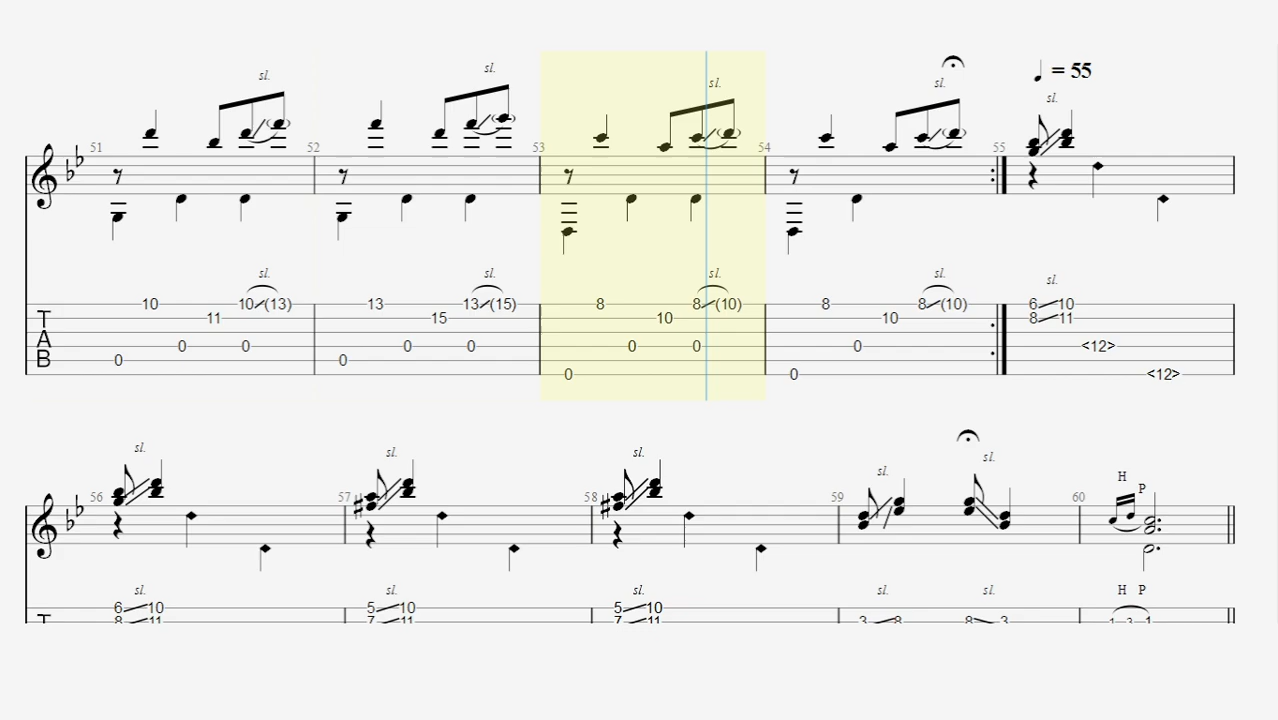 sl. sl. sl. sl. ♩ = 55
sl.
51 52 53 54 55
sl. sl. sl. sl. sl.
10 10 (13) 13 13 (15) 8 8 (10) 8 8 (10) 6 10
T 11 15 10 10 8 11
A 0 0 0 0 0 0 0 <12>
B 0 0
0 0 <12>
sl. sl. sl. sl. sl. H P
56 57 58 59 60
sl. sl. sl. sl. sl. H P
6 10 5 10 5 10
8 11 7 11 7 11 3 8 8 3 1 3 1